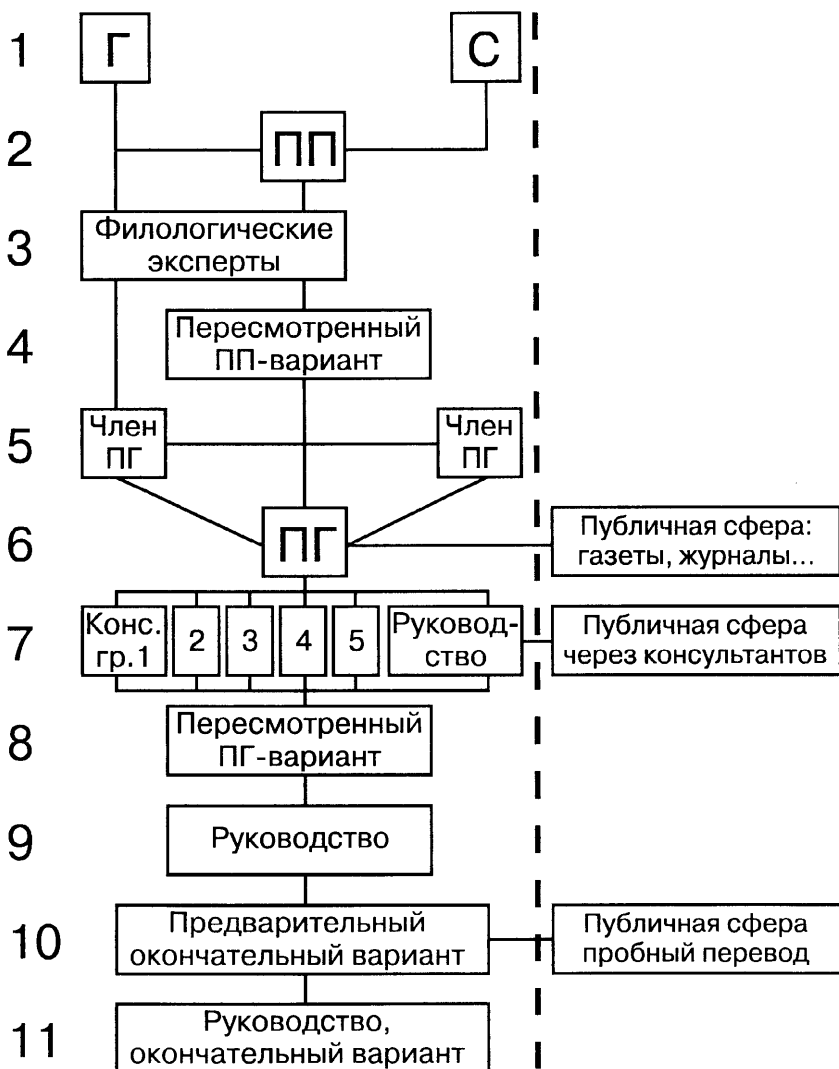 1
Г
С
2
ПП
3
Филологические
эксперты
4
Пересмотренный
ПП-вариант
5
Член
ПГ
Член
ПГ
6
ПГ
Публичная сфера:
газеты, журналы...
7
Конс.
гр.1
2
3
4
5
Руковод-
ство
Публичная сфера
через консультантов
8
Пересмотренный
ПГ-вариант
9
Руководство
10
Предварительный
окончательный вариант
Публичная сфера
пробный перевод
11
Руководство,
окончательный вариант